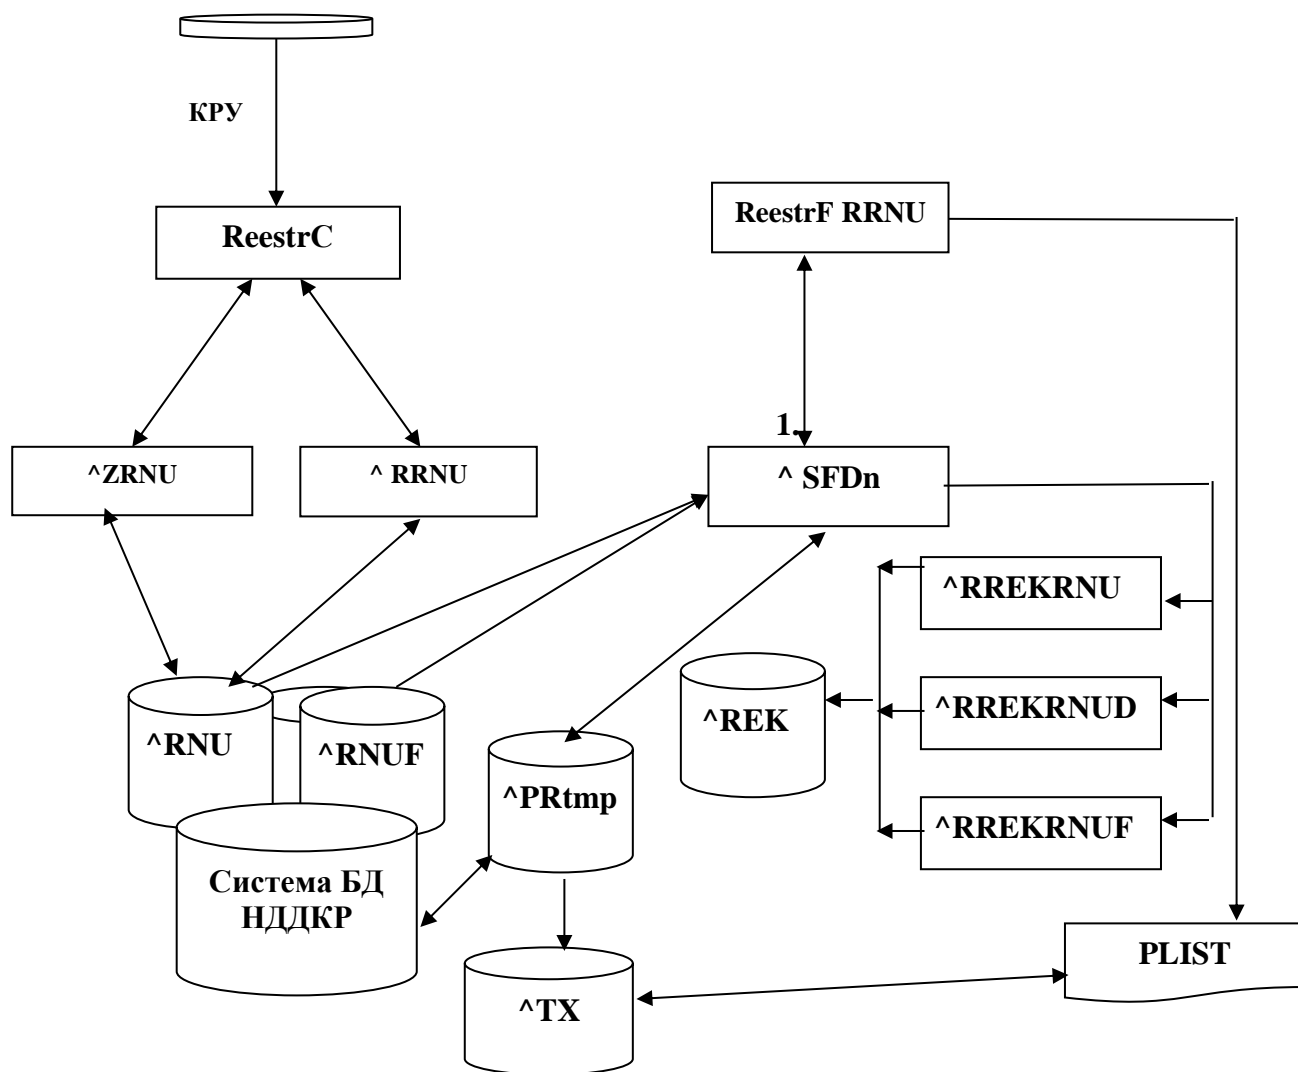 КРУ
ReestrF RRNU
ReestrC
1.
^ZRNU
^ RRNU
^ SFDn
^RREKRNU
^RREKRNUD
^REK
^RNU
^RNUF
^PRtmp
^RREKRNUF
Система БД
НДДКР
PLIST
^TX